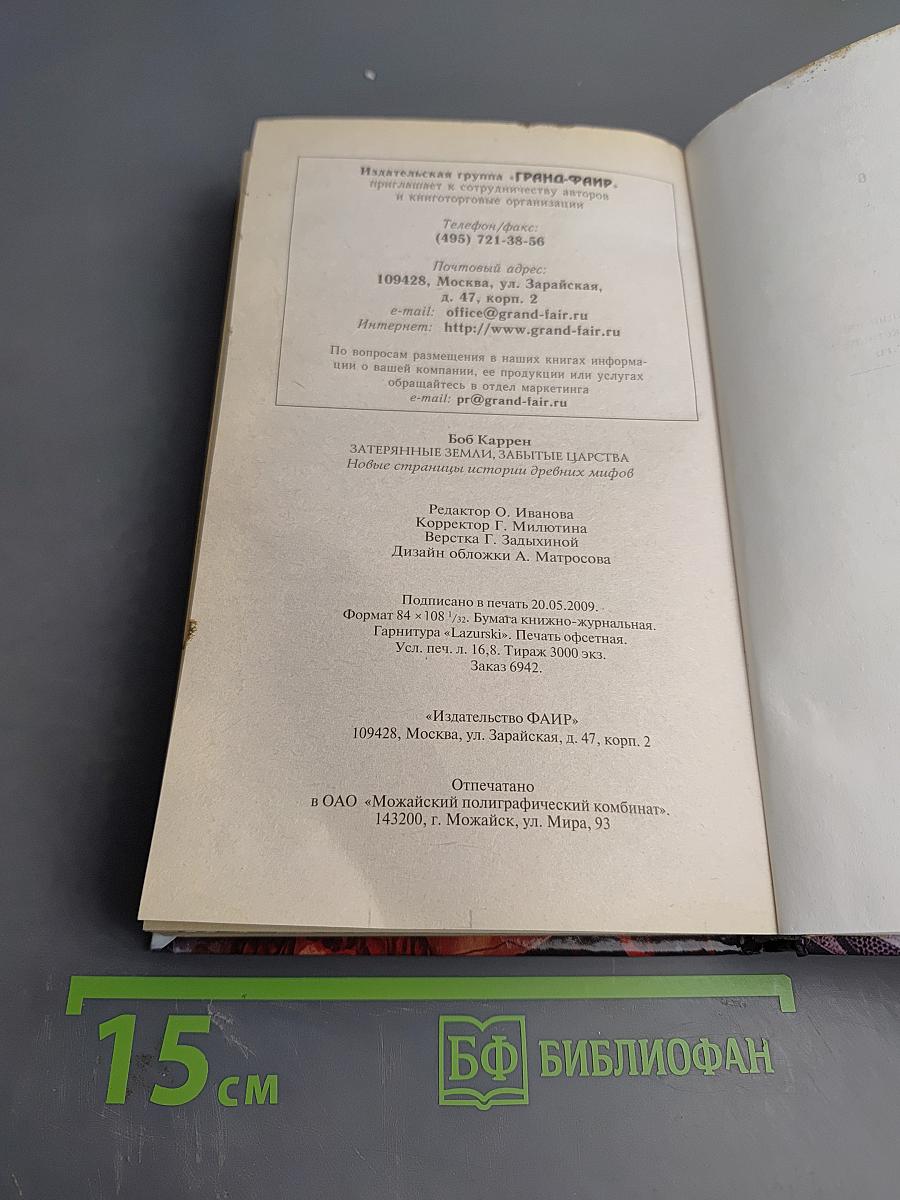 Издательская группа «ГРАНД-ФАИР»
приглашает к сотрудничеству авторов
и книготорговые организации
Телефон/факс:
(495) 721-38-56
Почтовый адрес:
109428, Москва, ул. Зарайская,
д. 47, корп. 2
e-mail: office@grand-fair.ru
Интернет: http://www.grand-fair.ru
По вопросам размещения в наших книгах информа-
ции о вашей компании, ее продукции или услугах
обращайтесь в отдел маркетинга
e-mail: pr@grand-fair.ru
Боб Каррен
ЗАТЕРЯННЫЕ ЗЕМЛИ, ЗАБЫТЫЕ ЦАРСТВА
Новые страницы истории древних мифов
Редактор О. Иванова
Корректор Г. Милютина
Верстка Г. Задыхиной
Дизайн обложки А. Матросова
Подписано в печать 20.05.2009.
Формат 84 × 108 1/32. Бумага книжно-журнальная.
Гарнитура «Lazurski». Печать офсетная.
Усл. печ. л. 16,8. Тираж 3000 экз.
Заказ 6942.
«Издательство ФАИР»
109428, Москва, ул. Зарайская, д. 47, корп. 2
Отпечатано
в ОАО «Можайский полиграфический комбинат».
143200, г. Можайск, ул. Мира, 93
15 см
БФ БИБЛИОФАН